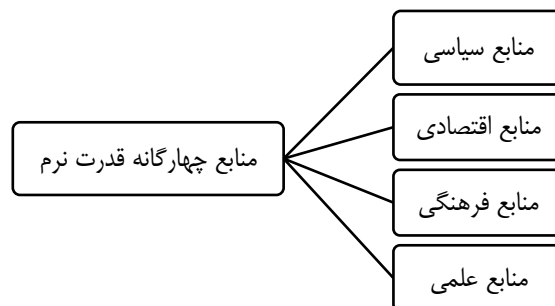 منابع چهارگانه قدرت نرم
منابع سیاسی
منابع اقتصادی
منابع فرهنگی
منابع علمی